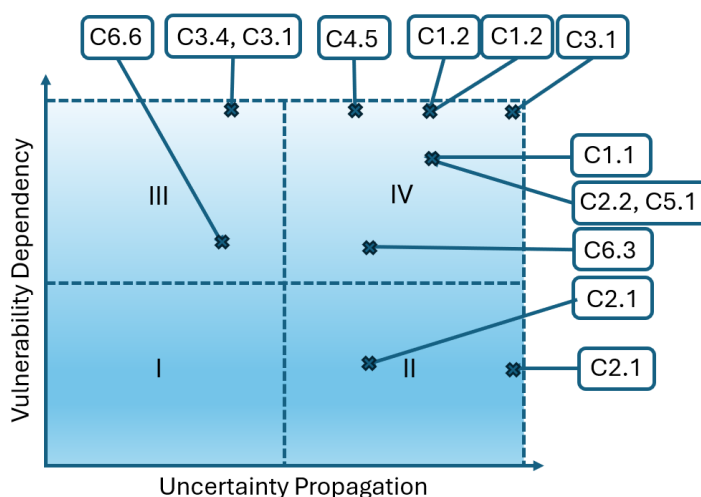 C6.6
C3.4, C3.1
C4.5
C1.2
C1.2
C3.1
C1.1
III
IV
C2.2, C5.1
C6.3
C2.1
I
II
C2.1
Vulnerability Dependency
Uncertainty Propagation